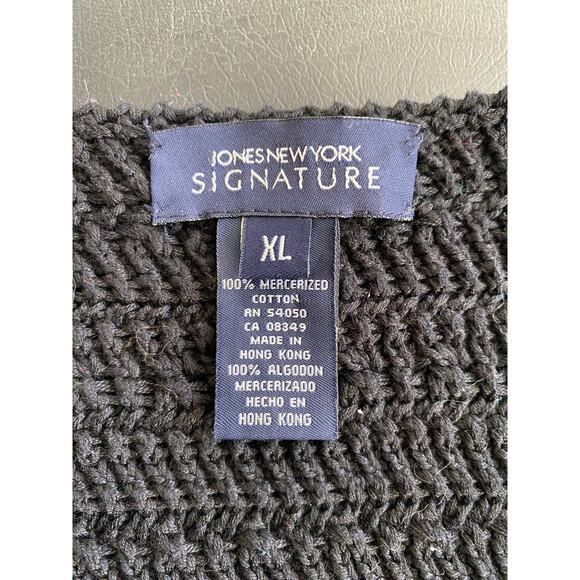 JONES NEW YORK
SIGNATURE
XL
100% MERCERIZED
COTTON
RN 54050
CA 08349
MADE IN
HONG KONG
100% ALGODON
MERCERIZADO
HECHO EN
HONG KONG